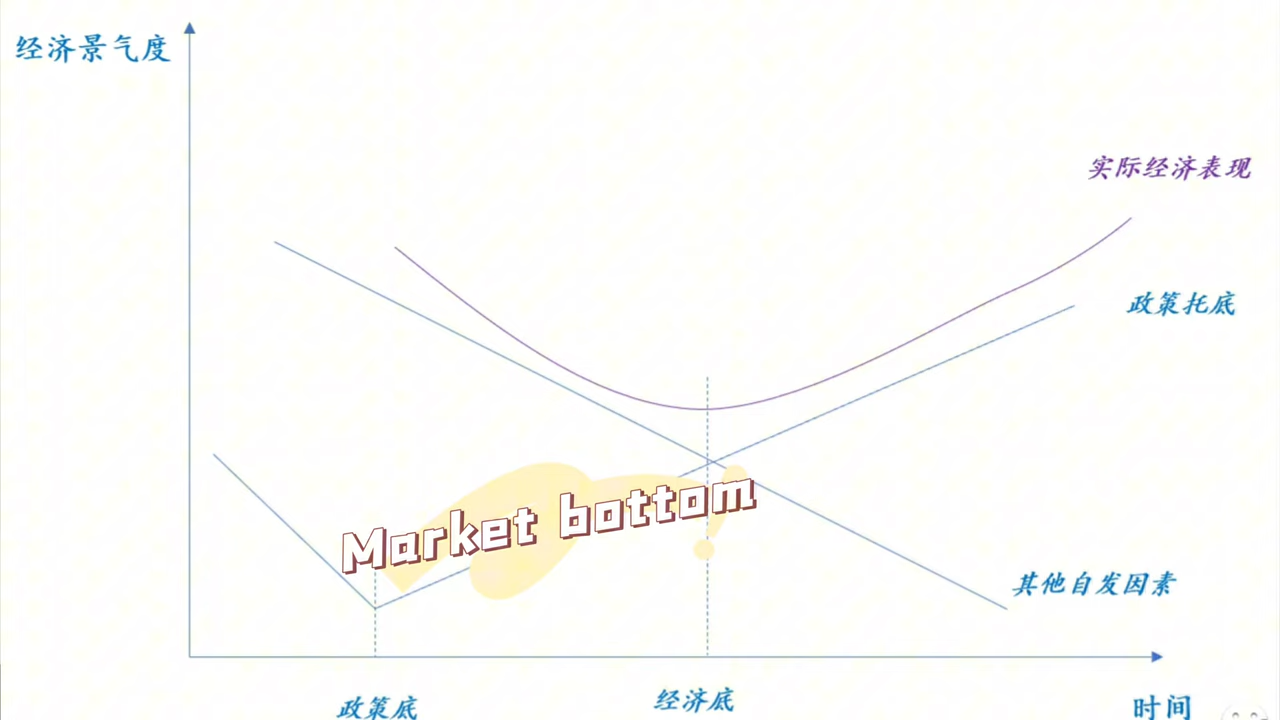 经济景气度
实际经济表现
政策托底
Market bottom
其他自发因素
政策底
经济底
时间